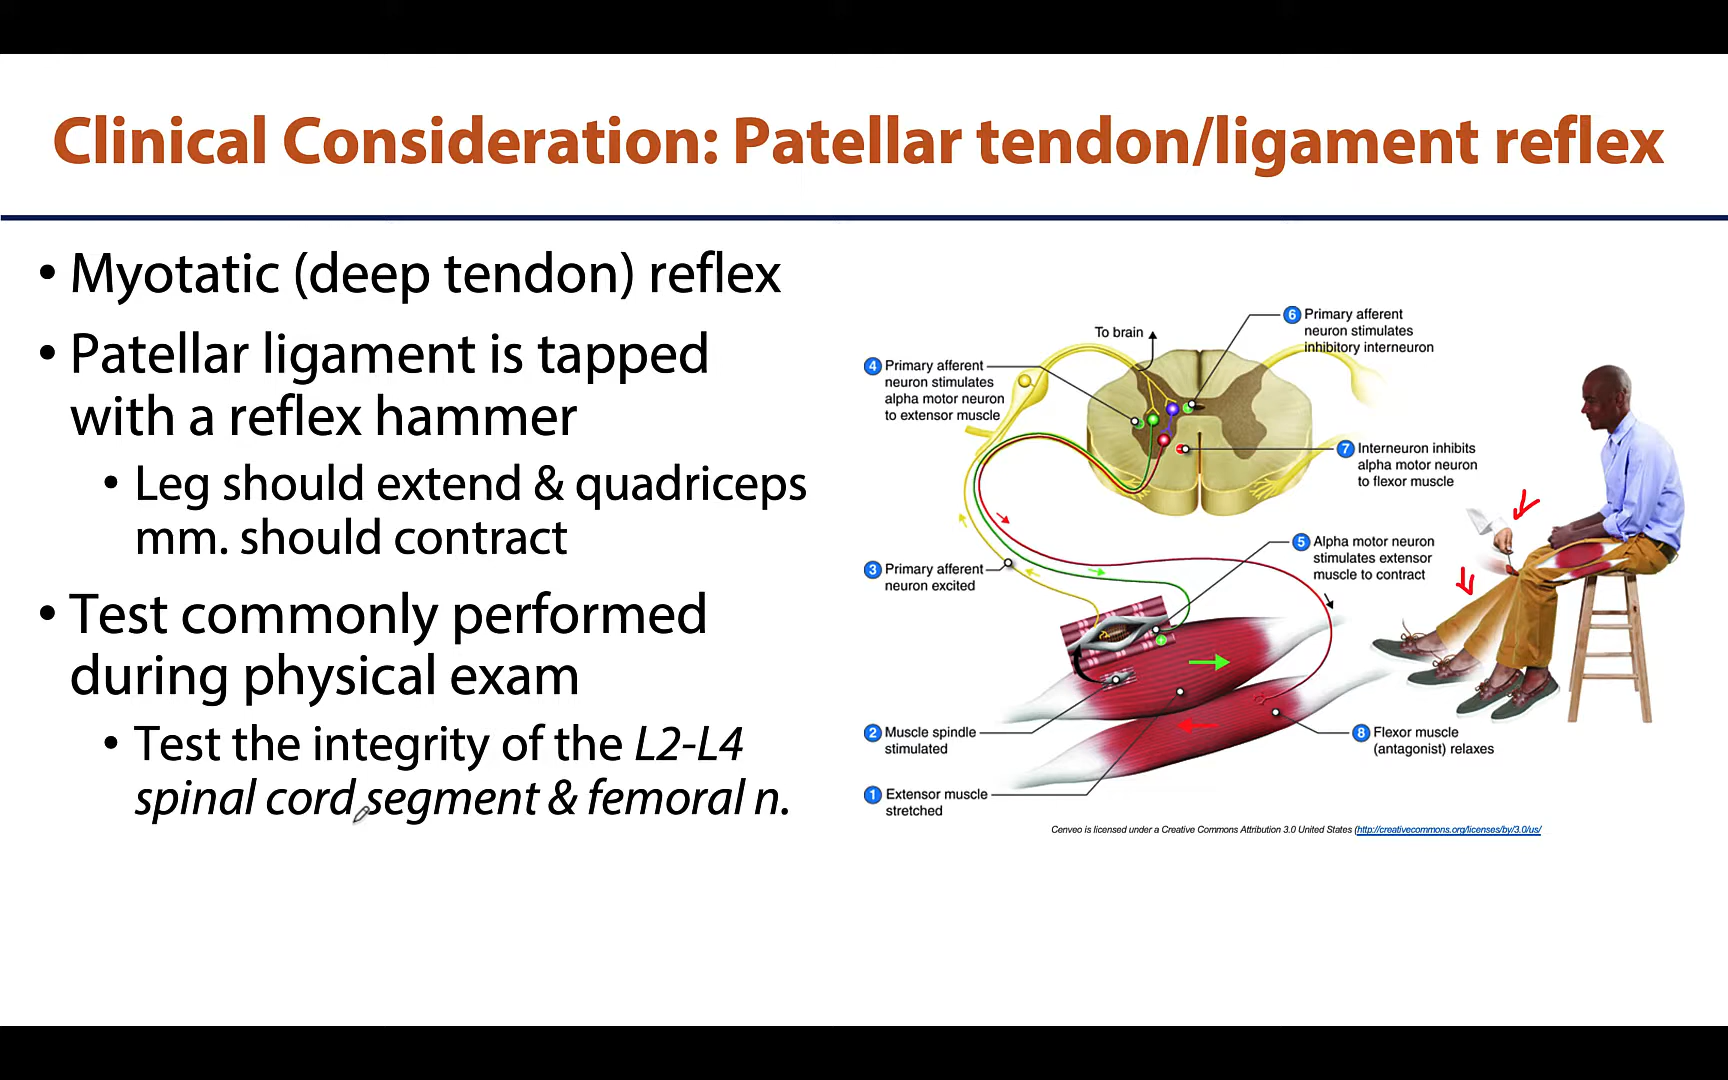 Clinical Consideration: Patellar tendon/ligament reflex
• Myotatic (deep tendon) reflex
• Patellar ligament is tapped
with a reflex hammer
• Leg should extend & quadriceps
mm. should contract
• Test commonly performed
during physical exam
• Test the integrity of the L2-L4
spinal cord segment & femoral n.
To brain
6 Primary afferent
neuron stimulates
inhibitory interneuron
4 Primary afferent
neuron stimulates
alpha motor neuron
to extensor muscle
7 Interneuron inhibits
alpha motor neuron
to flexor muscle
5 Alpha motor neuron
stimulates extensor
muscle to contract
3 Primary afferent
neuron excited
2 Muscle spindle
stimulated
8 Flexor muscle
(antagonist) relaxes
1 Extensor muscle
stretched
Cenveo is licensed under a Creative Commons Attribution 3.0 United States (http://creativecommons.org/licenses/by/3.0/us/